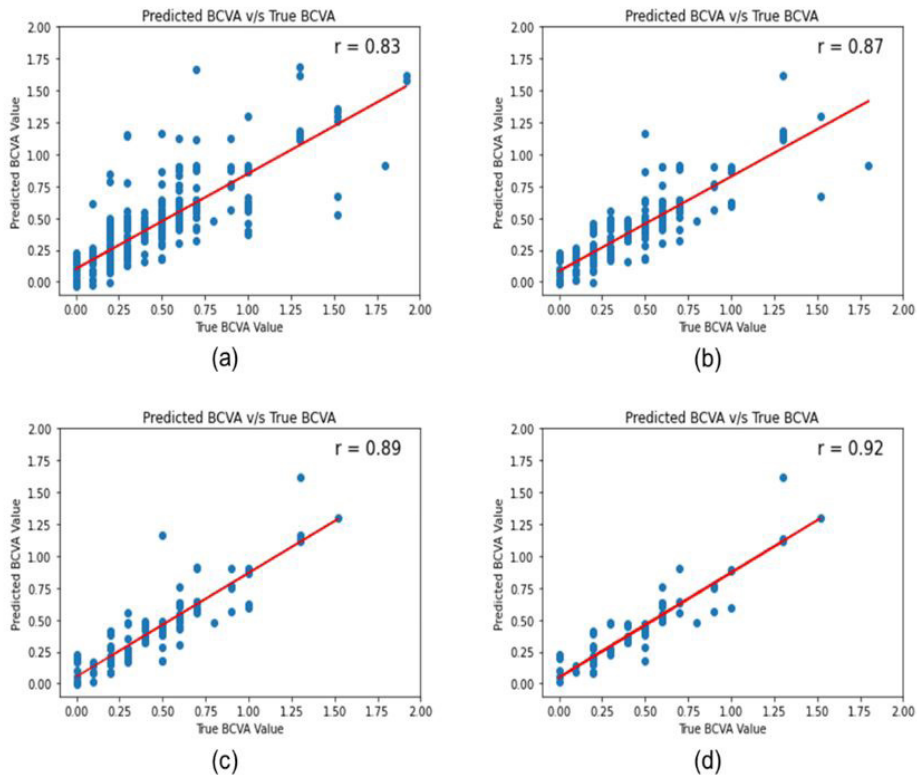 Predicted BCVA v/s True BCVA
r = 0.83
2.00
1.75
1.50
1.25
1.00
0.75
0.50
0.25
0.00
Predicted BCVA Value
0.00 0.25 0.50 0.75 1.00 1.25 1.50 1.75 2.00
True BCVA Value
(a)
Predicted BCVA v/s True BCVA
r = 0.87
2.00
1.75
1.50
1.25
1.00
0.75
0.50
0.25
0.00
Predicted BCVA Value
0.00 0.25 0.50 0.75 1.00 1.25 1.50 1.75 2.00
True BCVA Value
(b)
Predicted BCVA v/s True BCVA
r = 0.89
2.00
1.75
1.50
1.25
1.00
0.75
0.50
0.25
0.00
Predicted BCVA Value
0.00 0.25 0.50 0.75 1.00 1.25 1.50 1.75 2.00
True BCVA Value
(c)
Predicted BCVA v/s True BCVA
r = 0.92
2.00
1.75
1.50
1.25
1.00
0.75
0.50
0.25
0.00
Predicted BCVA Value
0.00 0.25 0.50 0.75 1.00 1.25 1.50 1.75 2.00
True BCVA Value
(d)